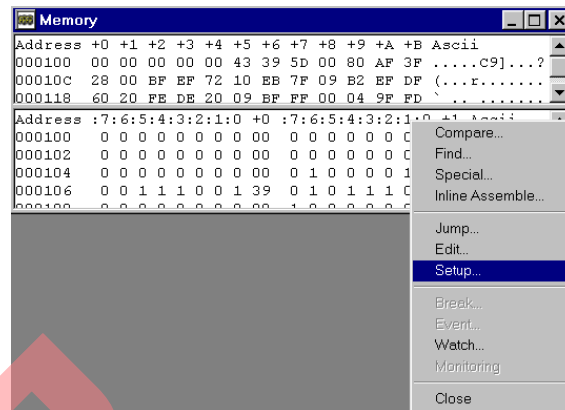 Memory
Address +0 +1 +2 +3 +4 +5 +6 +7 +8 +9 +A +B Ascii
000100 00 00 00 00 00 43 39 5D 00 80 AF 3F .....C9]...?
00010C 28 00 BF EF 72 10 EB 7F 09 B2 EF DF (...r.......
000118 60 20 FE DE 20 09 BF FF 00 04 9F FD ` .. .......
Address :7:6:5:4:3:2:1:0 +0 :7:6:5:4:3:2:1:0 +1 Ascii
000100 0 0 0 0 0 0 0 0 00 0 0 0 0 0 0 0
000102 0 0 0 0 0 0 0 0 00 0 0 0 0 0 0 0
000104 0 0 0 0 0 0 0 0 00 0 1 0 0 0 0 1
000106 0 0 1 1 1 0 0 1 39 0 1 0 1 1 1 0
Compare...
Find...
Special...
Inline Assemble...
Jump...
Edit...
Setup...
Break...
Event...
Watch...
Monitoring
Close